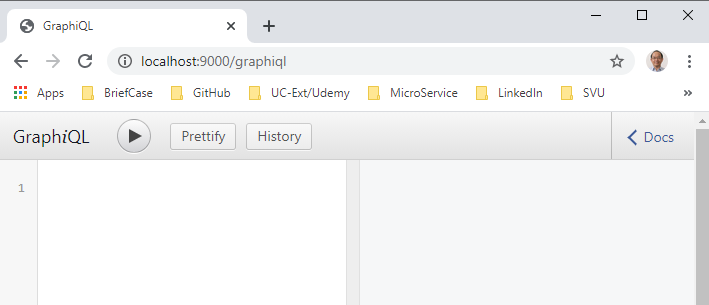 GraphiQL
localhost:9000/graphiql
Apps BriefCase GitHub UC-Ext/Udemy MicroService LinkedIn SVU »
GraphiQL Prettify History Docs
1